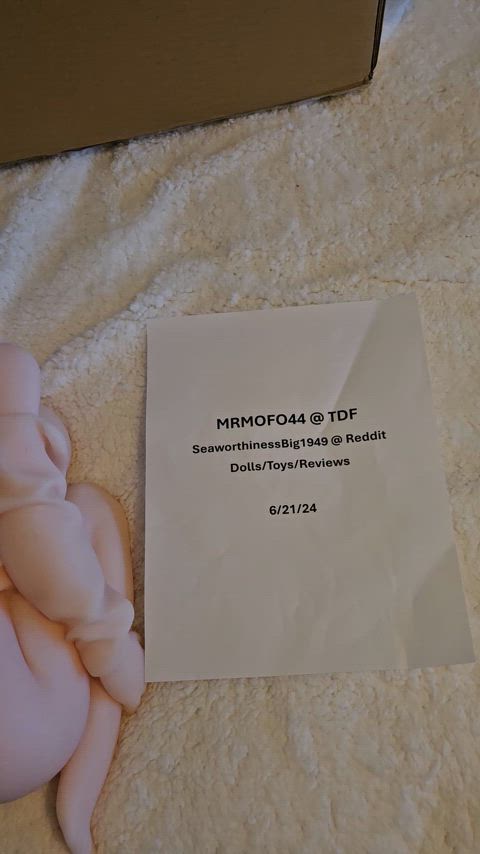 MRMOFO44 @ TDF
SeaworthinessBig1949 @ Reddit
Dolls/Toys/Reviews
6/21/24